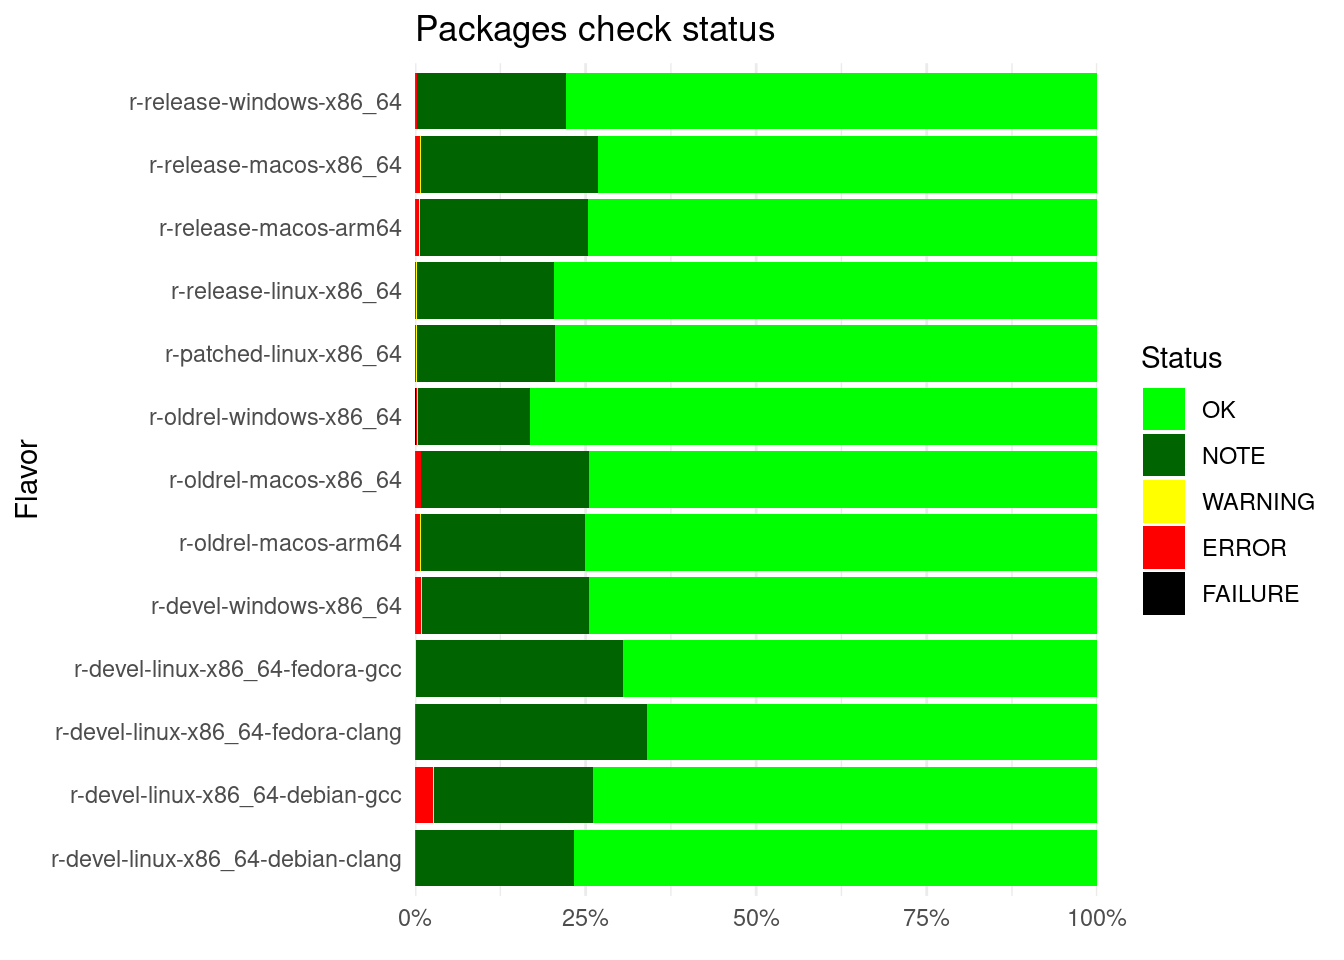 Packages check status
Flavor
r-release-windows-x86_64
r-release-macos-x86_64
r-release-macos-arm64
r-release-linux-x86_64
r-patched-linux-x86_64
r-oldrel-windows-x86_64
r-oldrel-macos-x86_64
r-oldrel-macos-arm64
r-devel-windows-x86_64
r-devel-linux-x86_64-fedora-gcc
r-devel-linux-x86_64-fedora-clang
r-devel-linux-x86_64-debian-gcc
r-devel-linux-x86_64-debian-clang
0% 25% 50% 75% 100%
Status
OK
NOTE
WARNING
ERROR
FAILURE